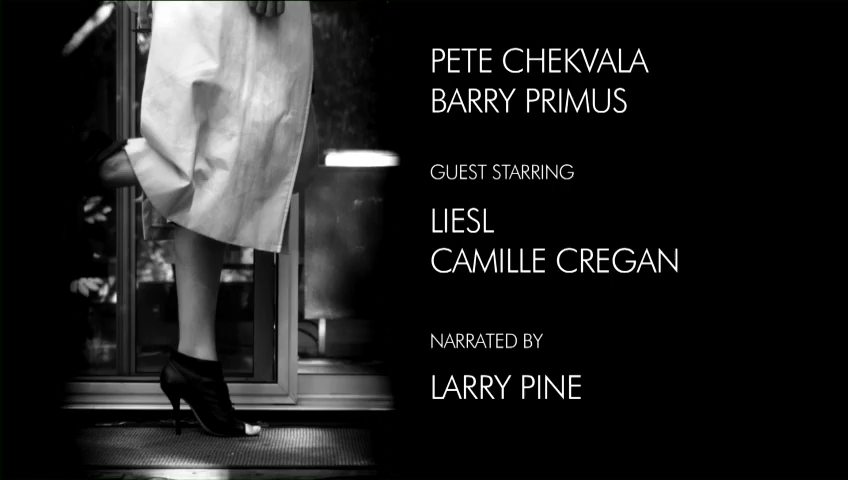 PETE CHEKVALA
BARRY PRIMUS
GUEST STARRING
LIESL
CAMILLE CREGAN
NARRATED BY
LARRY PINE